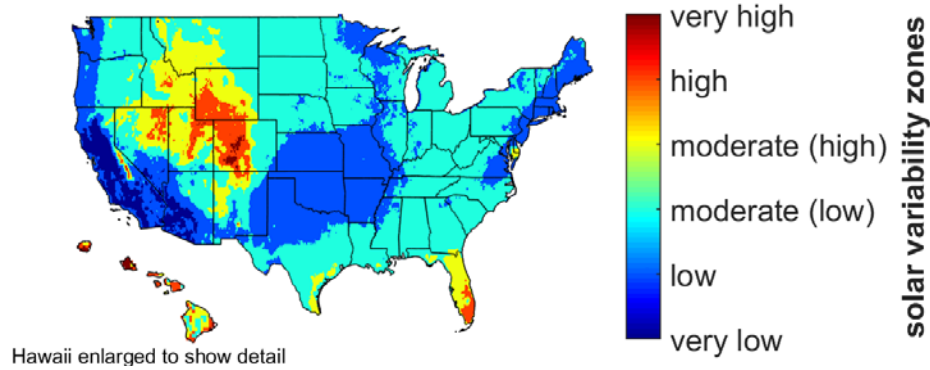 very high
high
moderate (high)
moderate (low)
low
very low
solar variability zones
Hawaii enlarged to show detail